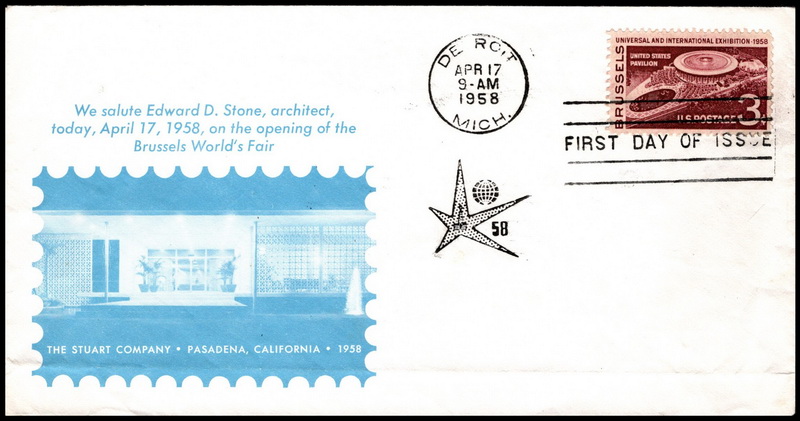 We salute Edward D. Stone, architect,
today, April 17, 1958, on the opening of the
Brussels World's Fair
THE STUART COMPANY • PASADENA, CALIFORNIA • 1958
DE ROIT
APR 17
9-AM
1958
MICH.
58
UNIVERSAL AND INTERNATIONAL EXHIBITION-1958
UNITED STATES
PAVILION
BRUSSELS
U.S. POSTAGE 3¢
FIRST DAY OF ISSUE